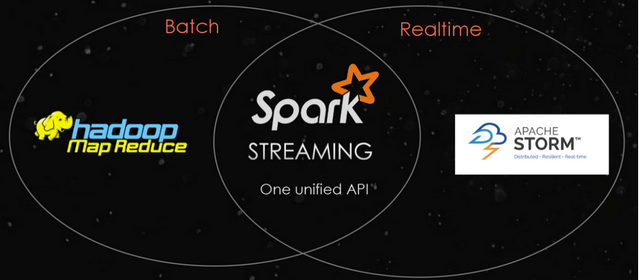 Batch
Realtime
hadoop
Map Reduce
Spark
STREAMING
One unified API
APACHE
STORM™
Distributed • Resilient • Real-time